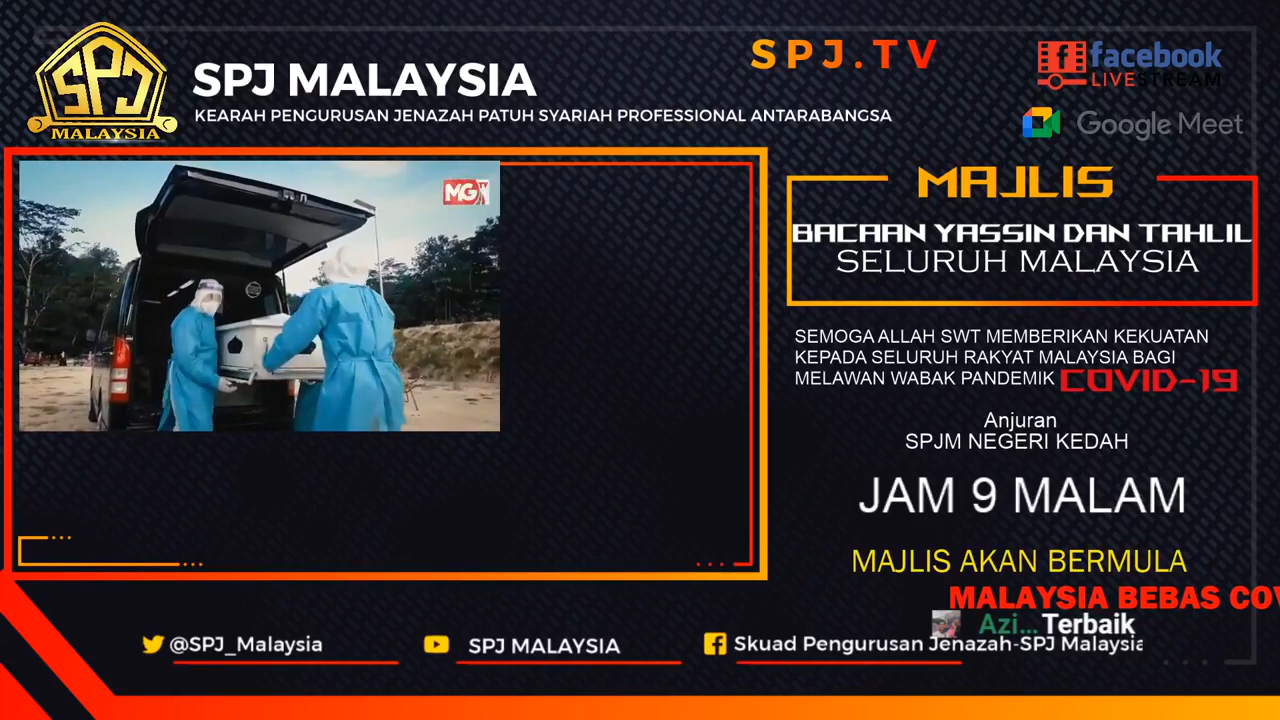 SPJ
MALAYSIA
SPJ MALAYSIA
KEARAH PENGURUSAN JENAZAH PATUH SYARIAH PROFESSIONAL ANTARABANGSA
SPJ.TV
facebook
LIVESTREAM
Google Meet
MG TV
MAJLIS
BACAAN YASSIN DAN TAHLIL
SELURUH MALAYSIA
SEMOGA ALLAH SWT MEMBERIKAN KEKUATAN
KEPADA SELURUH RAKYAT MALAYSIA BAGI
MELAWAN WABAK PANDEMIK COVID-19
Anjuran
SPJM NEGERI KEDAH
JAM 9 MALAM
MAJLIS AKAN BERMULA
MALAYSIA BEBAS COV
Azi... Terbaik
@SPJ_Malaysia
SPJ MALAYSIA
Skuad Pengurusan Jenazah-SPJ Malaysia